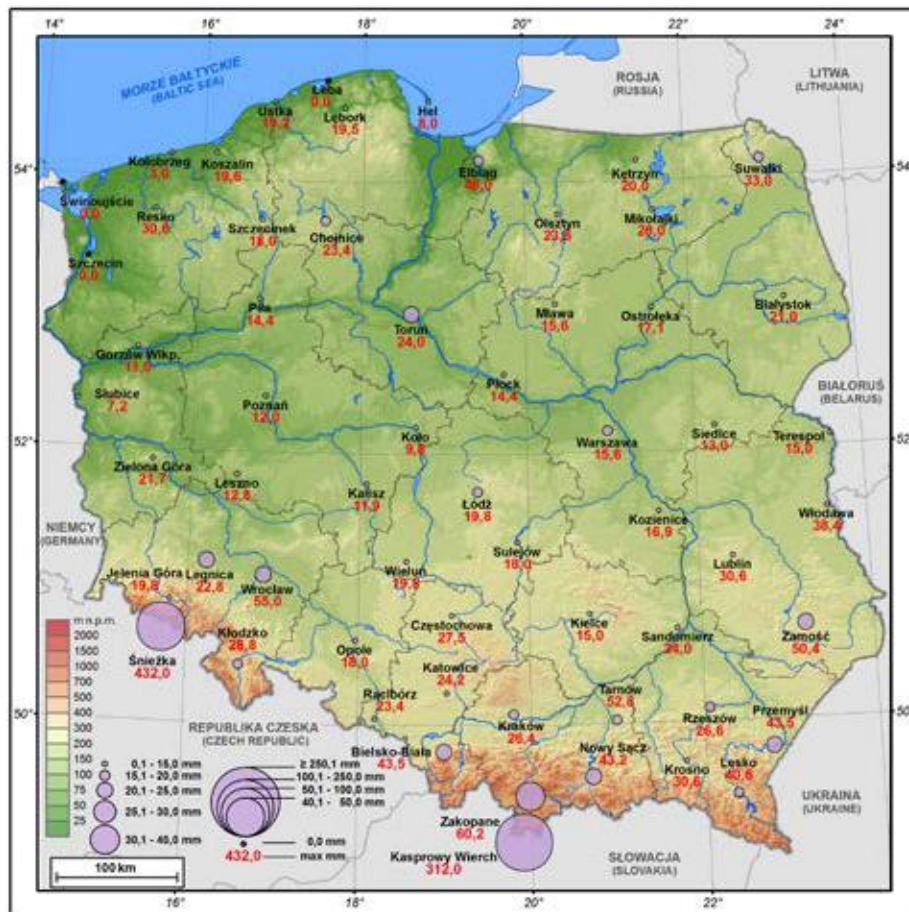 14° 16° 18° 20° 22° 24°
MORZE BAŁTYCKIE
(BALTIC SEA)
ROSJA
(RUSSIA)
LITWA
(LITHUANIA)
Łeba
0,0
Ustka
19,2
Lębork
19,5
Hel
8,0
54°
54°
Kołobrzeg
3,0
Koszalin
19,6
Elbląg
Kętrzyn
20,0
Suwałki
33,0
Świnoujście
0,0
Resko
30,6
Szczecinek
18,0
Chojnice
23,4
Olsztyn
Mikołajki
26,0
Szczecin
0,0
Piła
14,4
Toruń
24,0
Mława
15,6
Ostrołęka
17,1
Białystok
21,0
Gorzów Wlkp.
Słubice
7,2
Poznań
12,0
Płock
14,4
BIAŁORUŚ
(BELARUS)
52°
52°
Koło
9,8
Warszawa
15,6
Siedlce
13,0
Terespol
15,0
Zielona Góra
21,7
Leszno
12,8
Kalisz
11,9
Łódź
19,8
Kozienice
16,9
Włodawa
38,4
NIEMCY
(GERMANY)
Jelenia Góra
19,8
Legnica
22,8
Wrocław
55,0
Wieluń
19,8
Sulejów
18,0
Lublin
30,6
m n.p.m.
2000
1500
1000
700
500
400
300
200
150
100
75
50
25
Śnieżka
432,0
Kłodzko
28,8
Opole
18,0
Częstochowa
27,5
Kielce
15,0
Sandomierz
Zamość
50,4
Katowice
24,2
Racibórz
23,4
50°
50°
REPUBLIKA CZESKA
(CZECH REPUBLIC)
Bielsko-Biała
43,5
Kraków
26,4
Tarnów
52,8
Rzeszów
26,6
Przemyśl
43,5
Nowy Sącz
43,2
Krosno
30,6
Lesko
40,6
UKRAINA
(UKRAINE)
0,1 - 15,0 mm
15,1 - 20,0 mm
20,1 - 25,0 mm
25,1 - 30,0 mm
30,1 - 40,0 mm
≥ 250,1 mm
100,1 - 250,0 mm
50,1 - 100,0 mm
40,1 - 50,0 mm
0,0 mm
432,0 max mm
Zakopane
60,2
Kasprowy Wierch
312,0
SŁOWACJA
(SLOVAKIA)
100 km
16° 18° 20° 22°